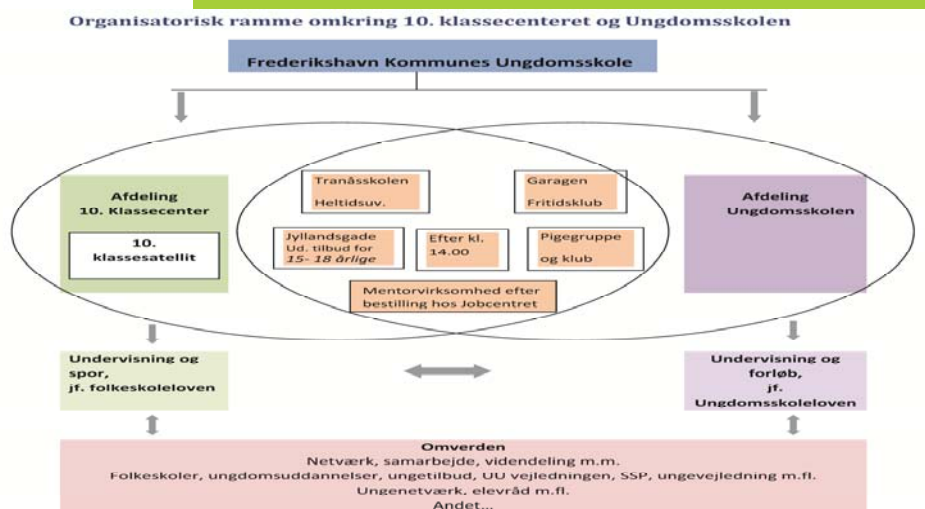 Organisatorisk ramme omkring 10. klassecenteret og Ungdomsskolen
Frederikshavn Kommunes Ungdomsskole
Afdeling
10. Klassecenter
10.
klassesatellit
Tranåsskolen
Heltidsuv.
Garagen
Fritidsklub
Jyllandsgade
Ud. tilbud for
15- 18 årlige
Efter kl.
14.00
Pigegruppe
og klub
Mentorvirksomhed efter
bestilling hos Jobcentret
Afdeling
Ungdomsskolen
Undervisning og
spor,
jf. folkeskoleloven
Undervisning og
forløb,
jf.
Ungdomsskoleloven
Omverden
Netværk, samarbejde, videndeling m.m.
Folkeskoler, ungdomsuddannelser, ungetilbud, UU vejledningen, SSP, ungevejledning m.fl.
Ungenetværk, elevråd m.fl.
Andet...